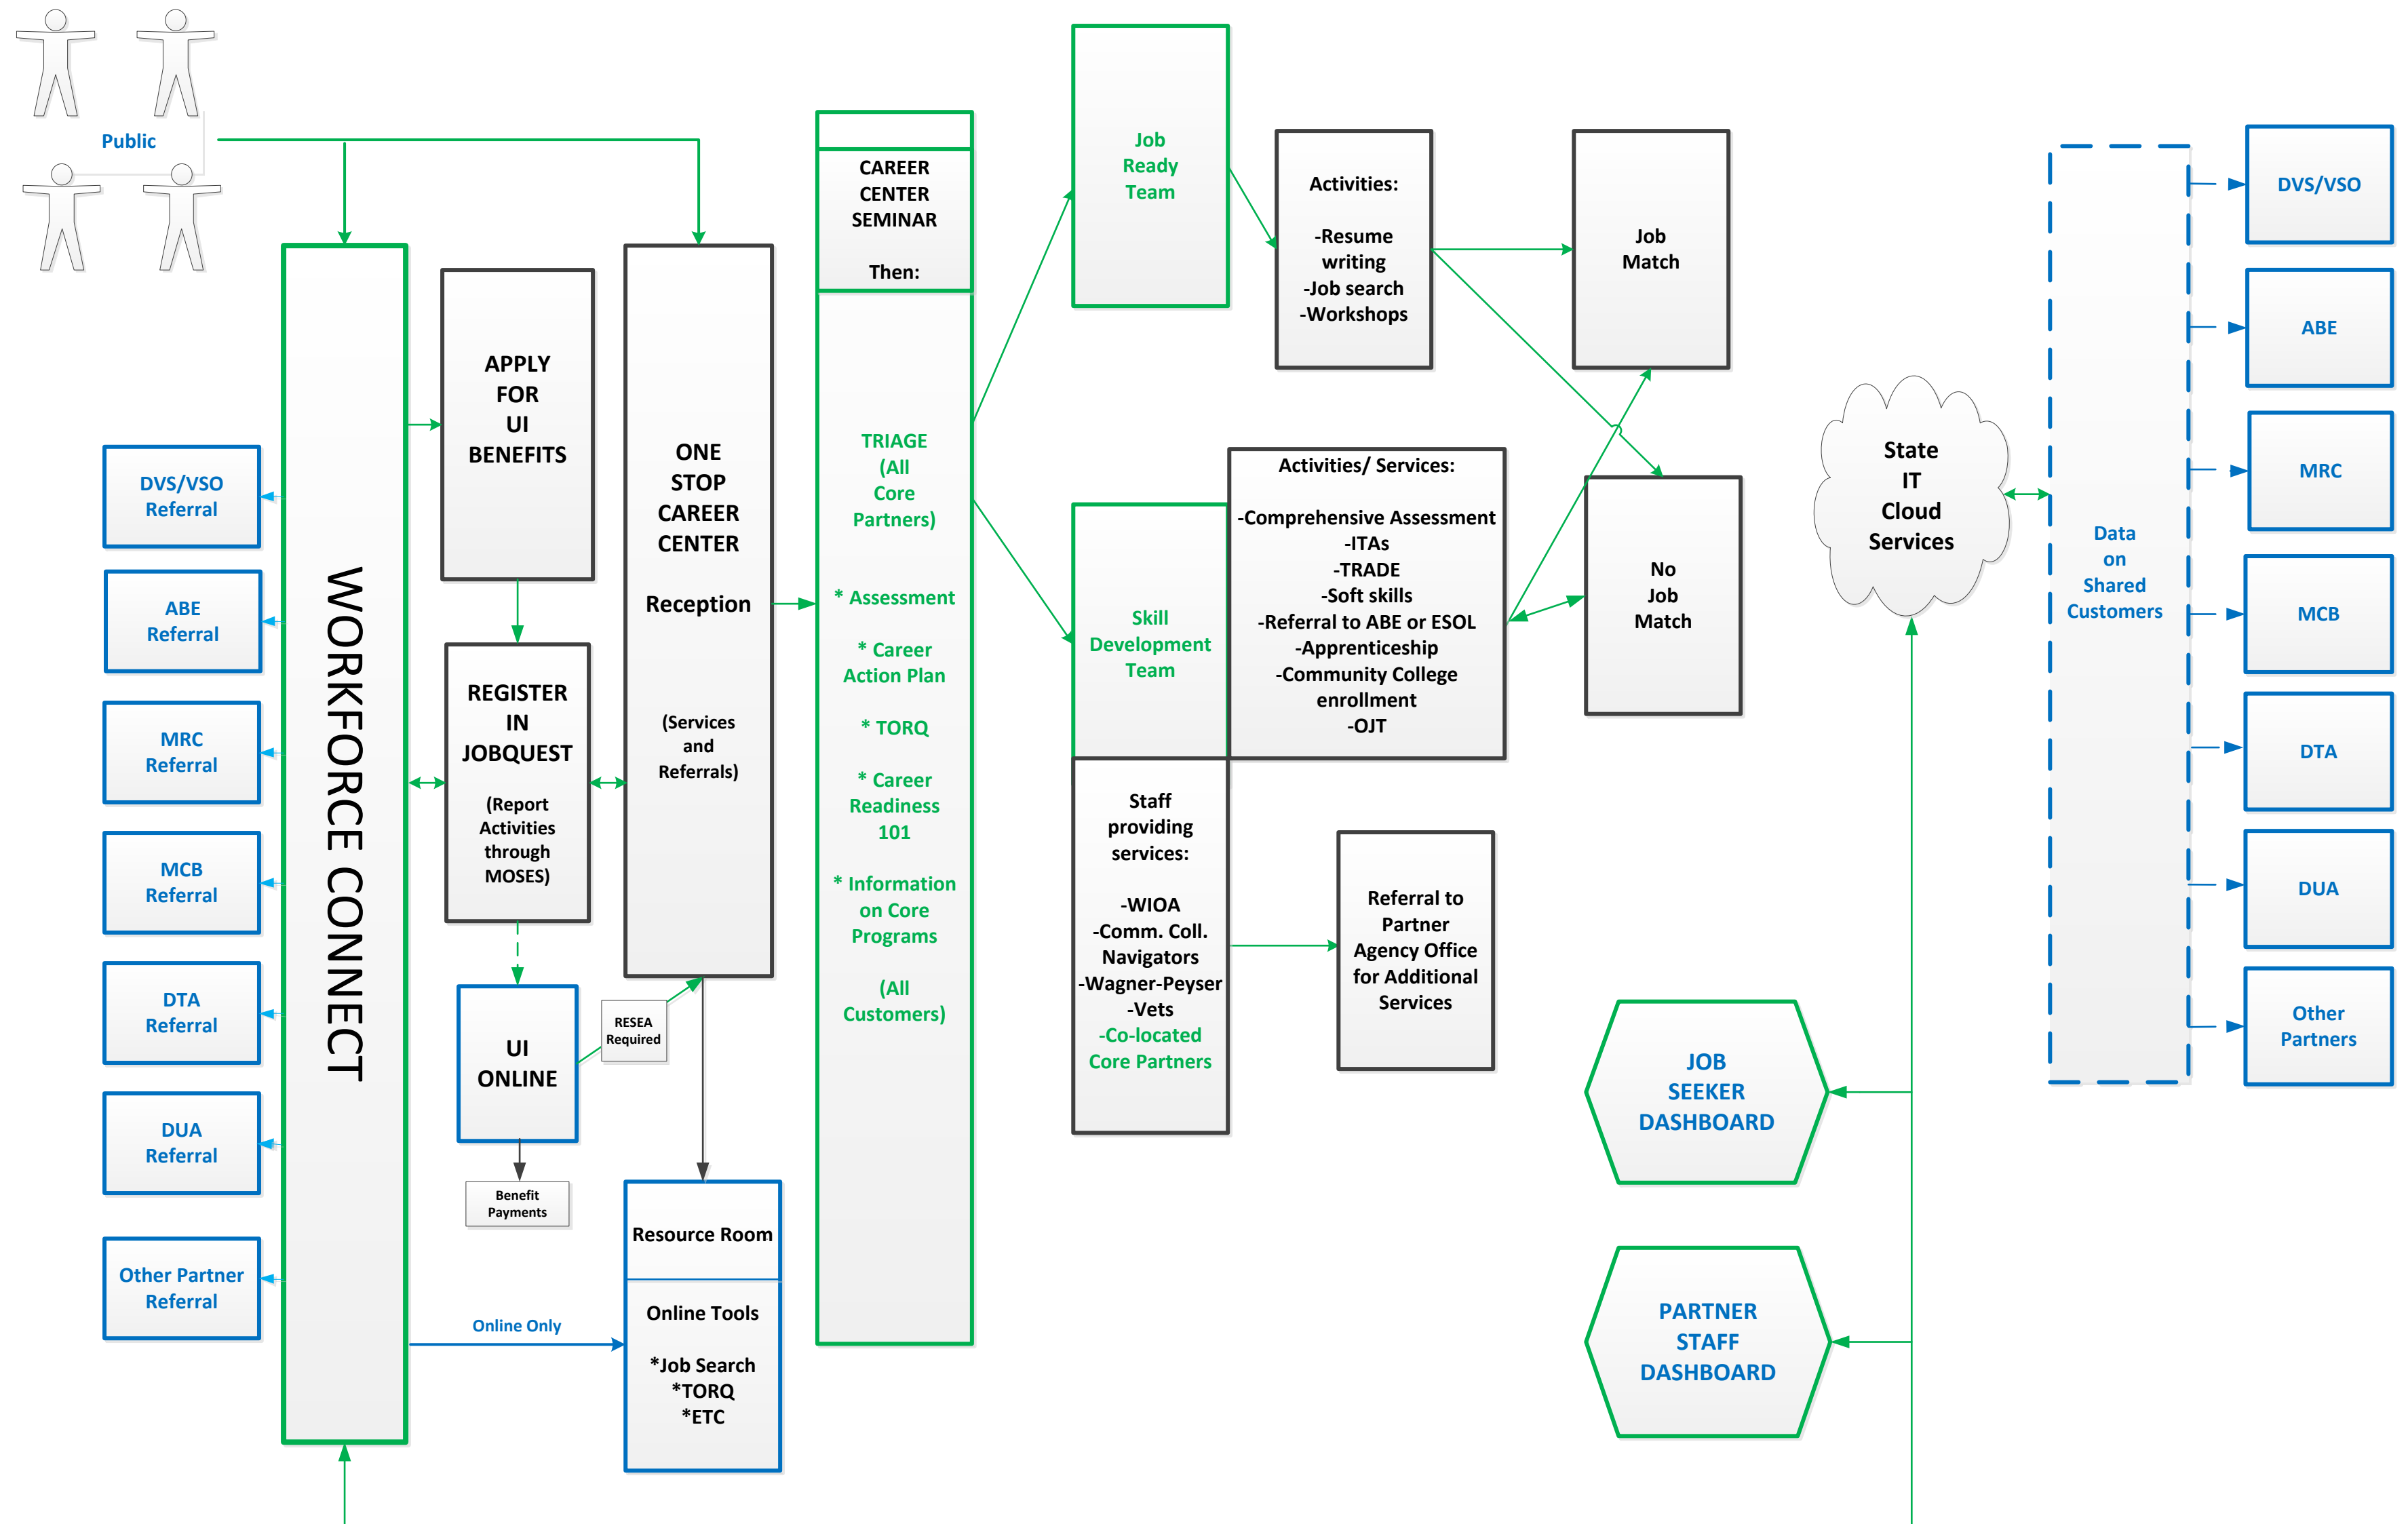 Public
WORKFORCE CONNECT
DVS/VSO
Referral
ABE
Referral
MRC
Referral
MCB
Referral
DTA
Referral
DUA
Referral
Other Partner
Referral
APPLY
FOR
UI
BENEFITS
REGISTER
IN
JOBQUEST
(Report
Activities
through
MOSES)
UI
ONLINE
Benefit
Payments
RESEA
Required
Online Only
ONE
STOP
CAREER
CENTER
Reception
(Services
and
Referrals)
Resource Room
Online Tools
*Job Search
*TORQ
*ETC
CAREER
CENTER
SEMINAR
Then:
TRIAGE
(All
Core
Partners)
* Assessment
* Career
Action Plan
* TORQ
* Career
Readiness
101
* Information
on Core
Programs
(All
Customers)
Job
Ready
Team
Activities:
-Resume
writing
-Job search
-Workshops
Job
Match
Skill
Development
Team
Activities/ Services:
-Comprehensive Assessment
-ITAs
-TRADE
-Soft skills
-Referral to ABE or ESOL
-Apprenticeship
-Community College
enrollment
-OJT
No
Job
Match
Staff
providing
services:
-WIOA
-Comm. Coll.
Navigators
-Wagner-Peyser
-Vets
-Co-located
Core Partners
Referral to
Partner
Agency Office
for Additional
Services
State
IT
Cloud
Services
JOB
SEEKER
DASHBOARD
PARTNER
STAFF
DASHBOARD
Data
on
Shared
Customers
DVS/VSO
ABE
MRC
MCB
DTA
DUA
Other
Partners